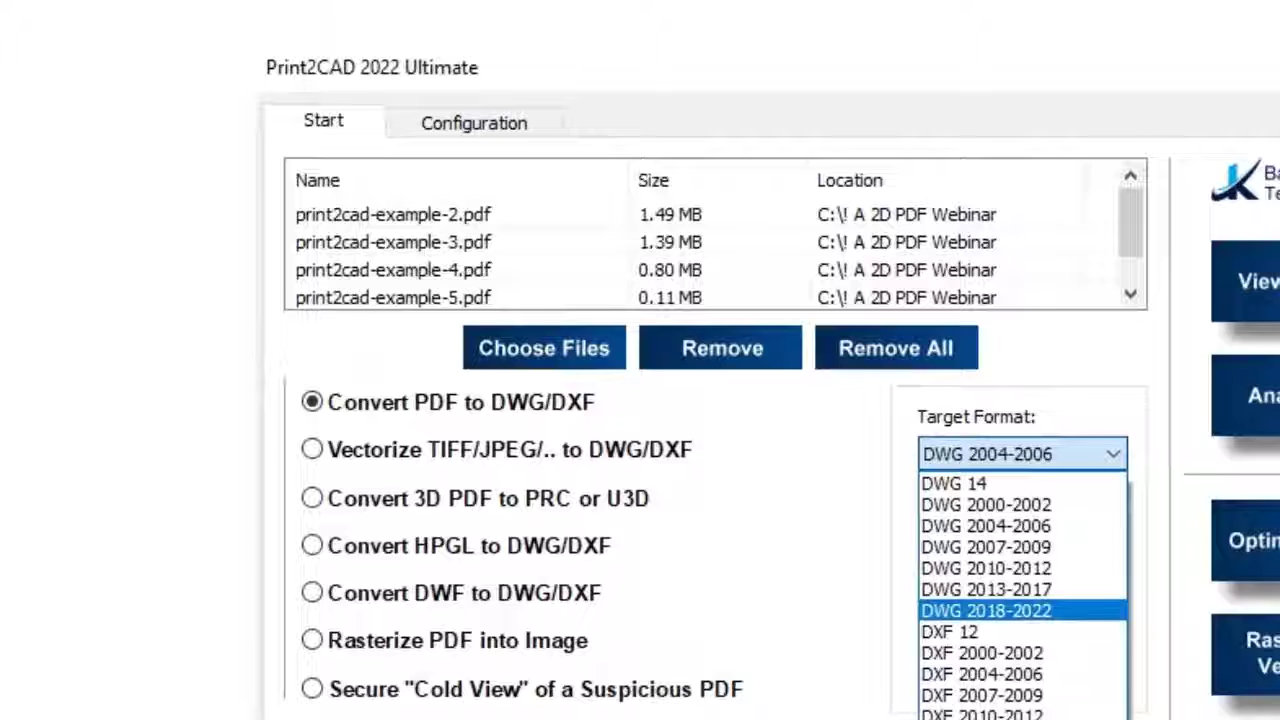 Print2CAD 2022 Ultimate
Start Configuration
Name Size Location
print2cad-example-2.pdf 1.49 MB C:\! A 2D PDF Webinar
print2cad-example-3.pdf 1.39 MB C:\! A 2D PDF Webinar
print2cad-example-4.pdf 0.80 MB C:\! A 2D PDF Webinar
print2cad-example-5.pdf 0.11 MB C:\! A 2D PDF Webinar
Choose Files Remove Remove All
Convert PDF to DWG/DXF
Vectorize TIFF/JPEG/.. to DWG/DXF
Convert 3D PDF to PRC or U3D
Convert HPGL to DWG/DXF
Convert DWF to DWG/DXF
Rasterize PDF into Image
Secure "Cold View" of a Suspicious PDF
Target Format:
DWG 2004-2006
DWG 14
DWG 2000-2002
DWG 2004-2006
DWG 2007-2009
DWG 2010-2012
DWG 2013-2017
DWG 2018-2022
DXF 12
DXF 2000-2002
DXF 2004-2006
DXF 2007-2009
DXF 2010-2012
View